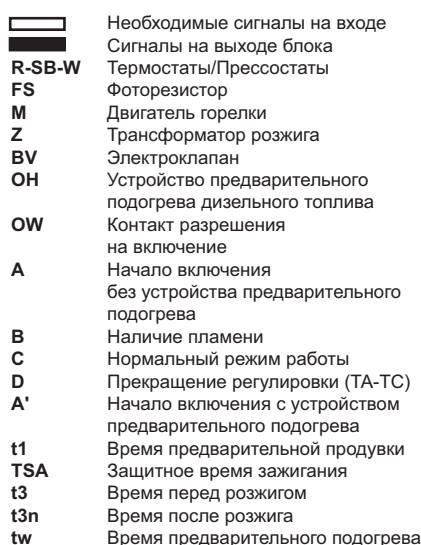 Необходимые сигналы на входе
Сигналы на выходе блока
R-SB-W Термостаты/Прессостаты
FS Фоторезистор
M Двигатель горелки
Z Трансформатор розжига
BV Электроклапан
OH Устройство предварительного
подогрева дизельного топлива
OW Контакт разрешения
на включение
A Начало включения
без устройства предварительного
подогрева
B Наличие пламени
C Нормальный режим работы
D Прекращение регулировки (TA-TC)
A' Начало включения с устройством
предварительного подогрева
t1 Время предварительной продувки
TSA Защитное время зажигания
t3 Время перед розжигом
t3n Время после розжига
tw Время предварительного подогрева